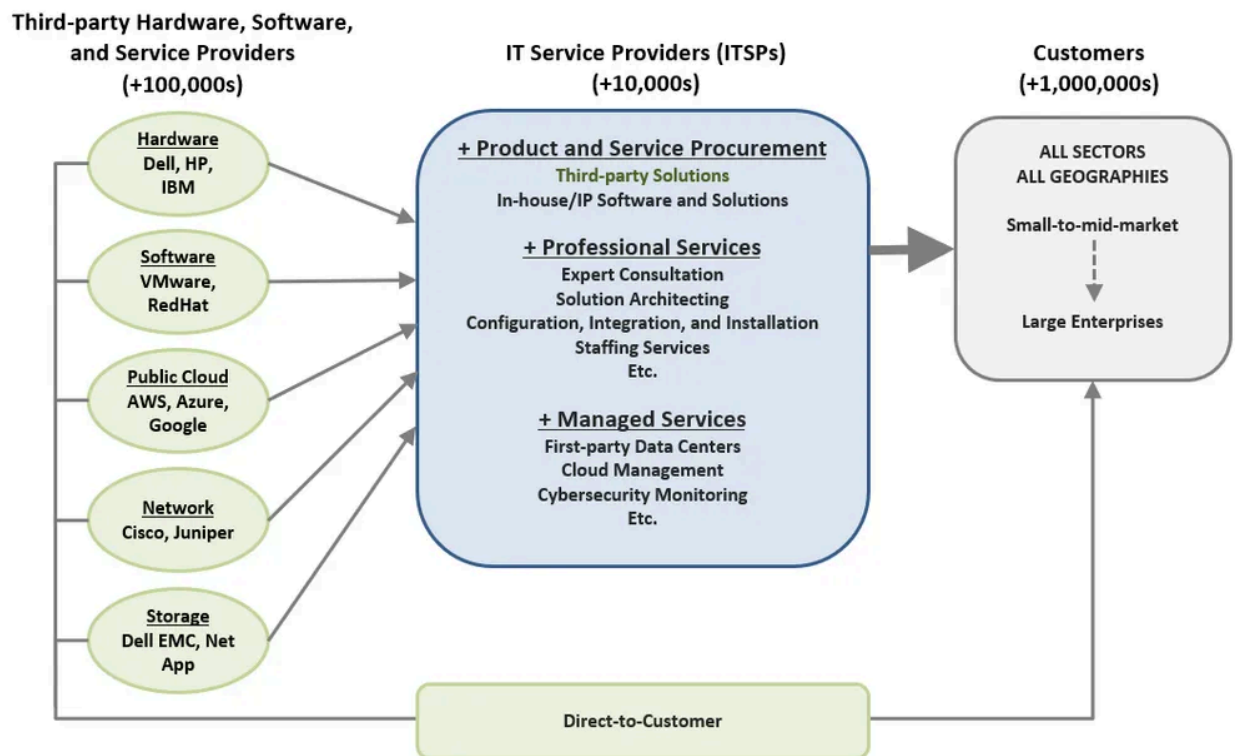 Third-party Hardware, Software,
and Service Providers
(+100,000s)
Hardware
Dell, HP,
IBM
Software
VMware,
RedHat
Public Cloud
AWS, Azure,
Google
Network
Cisco, Juniper
Storage
Dell EMC, Net
App
IT Service Providers (ITSPs)
(+10,000s)
+ Product and Service Procurement
Third-party Solutions
In-house/IP Software and Solutions
+ Professional Services
Expert Consultation
Solution Architecting
Configuration, Integration, and Installation
Staffing Services
Etc.
+ Managed Services
First-party Data Centers
Cloud Management
Cybersecurity Monitoring
Etc.
Customers
(+1,000,000s)
ALL SECTORS
ALL GEOGRAPHIES
Small-to-mid-market
Large Enterprises
Direct-to-Customer